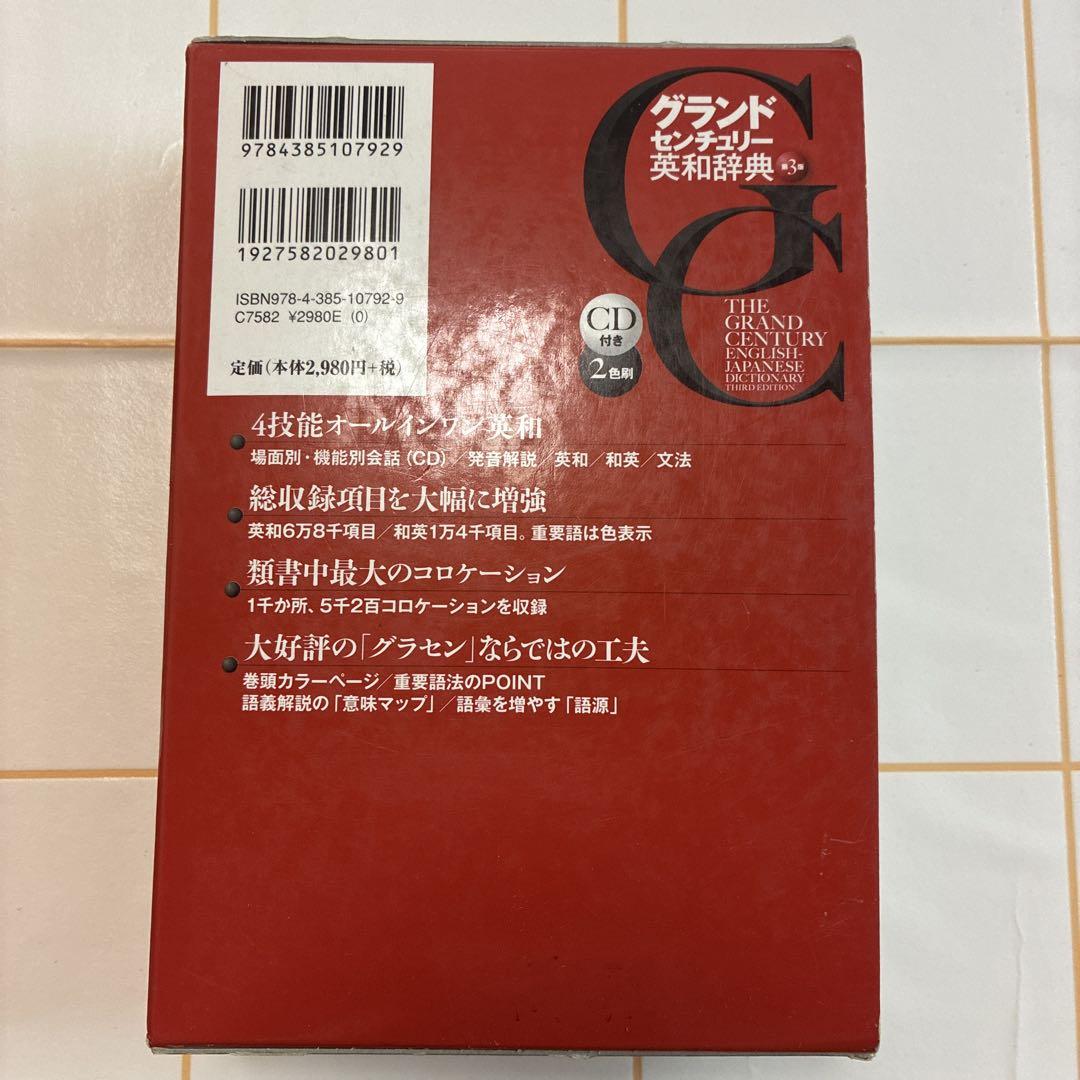 9784385107929
1927582029801
ISBN978-4-385-10792-9
C7582 ¥2980E (0)
定価(本体2,980円+税)
GC
グランド
センチュリー
英和辞典 第3版
THE
GRAND
CENTURY
ENGLISH-
JAPANESE
DICTIONARY
THIRD EDITION
CD
付き
2色刷
4技能オールインワン英和
場面別・機能別会話(CD)/発音解説/英和/和英/文法
総収録項目を大幅に増強
英和6万8千項目/和英1万4千項目。重要語は色表示
類書中最大のコロケーション
1千か所、5千2百コロケーションを収録
大好評の「グラセン」ならではの工夫
巻頭カラーページ/重要語法のPOINT
語義解説の「意味マップ」/語彙を増やす「語源」